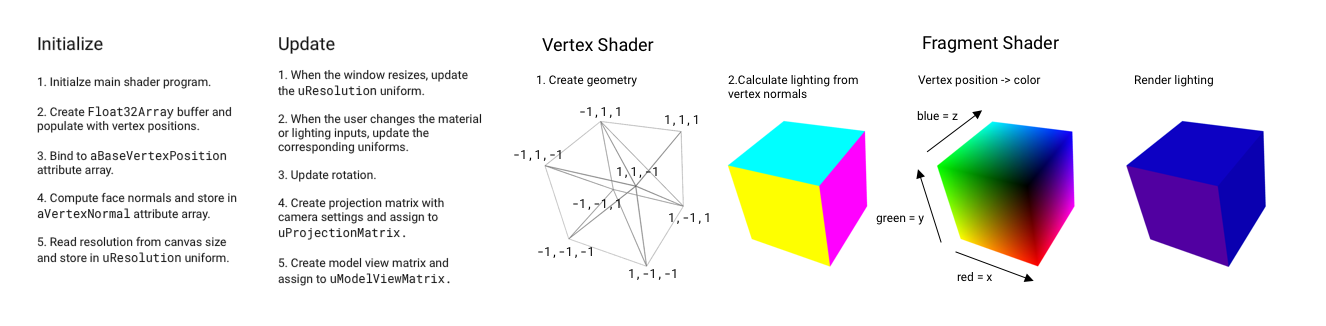 Initialize
1. Initialze main shader program.
2. Create Float32Array buffer and
populate with vertex positions.
3. Bind to aBaseVertexPosition
attribute array.
4. Compute face normals and store in
aVertexNormal attribute array.
5. Read resolution from canvas size
and store in uResolution uniform.
Update
1. When the window resizes, update
the uResolution uniform.
2. When the user changes the material
or lighting inputs, update the
corresponding uniforms.
3. Update rotation.
4. Create projection matrix with
camera settings and assign to
uProjectionMatrix.
5. Create model view matrix and
assign to uModelViewMatrix.
Vertex Shader
1. Create geometry
-1, 1, 1
1, 1, 1
-1, 1, -1
1, 1, -1
-1, -1, 1
1, -1, 1
-1, -1, -1
1, -1, -1
2.Calculate lighting from
vertex normals
Fragment Shader
Vertex position -> color
blue = z
green = y
red = x
Render lighting